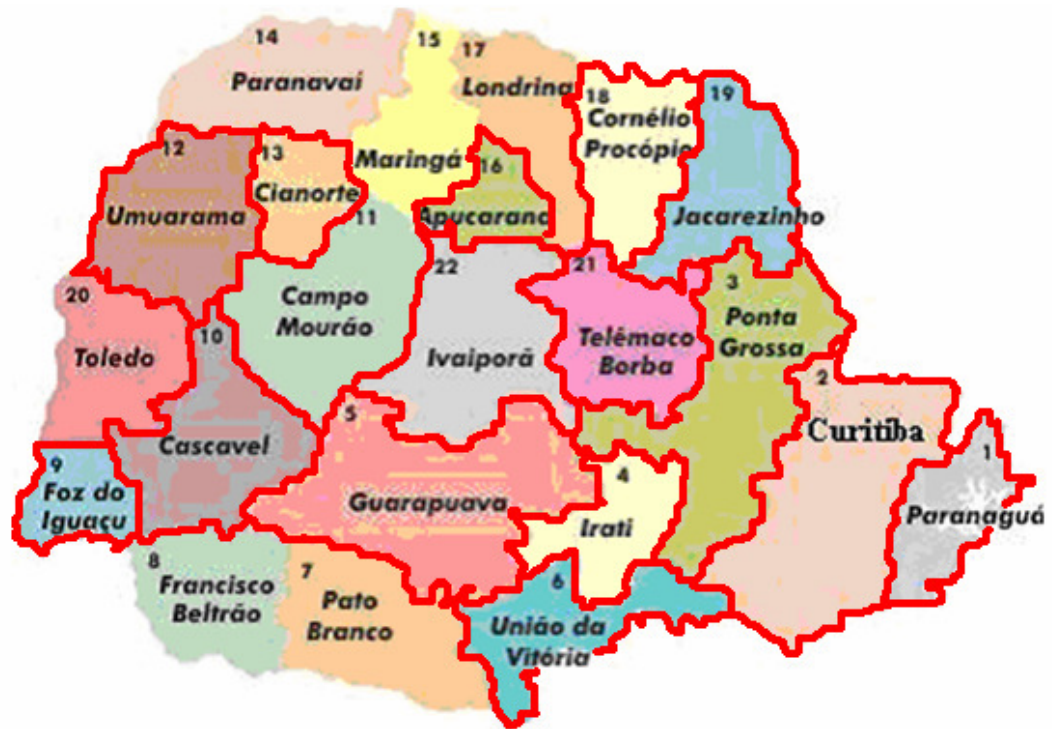 14
Paranavaí
15
17
Londrina
18
Cornélio
Procópio
19
Jacarezinho
12
Umuarama
13
Cianorte
Maringá
16
Apucarana
11
Campo
Mourão
22
Ivaiporã
21
Telêmaco
Borba
3
Ponta
Grossa
20
Toledo
10
Cascavel
5
Guarapuava
4
Irati
2
Curitiba
1
Paranaguá
9
Foz do
Iguaçu
8
Francisco
Beltrão
7
Pato
Branco
6
União da
Vitória